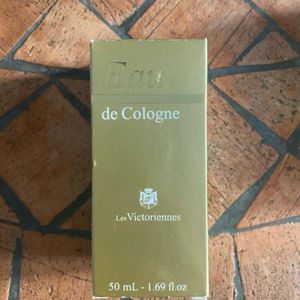 Eau
de Cologne
Les Victoriennes
50 mL - 1.69 fl.oz